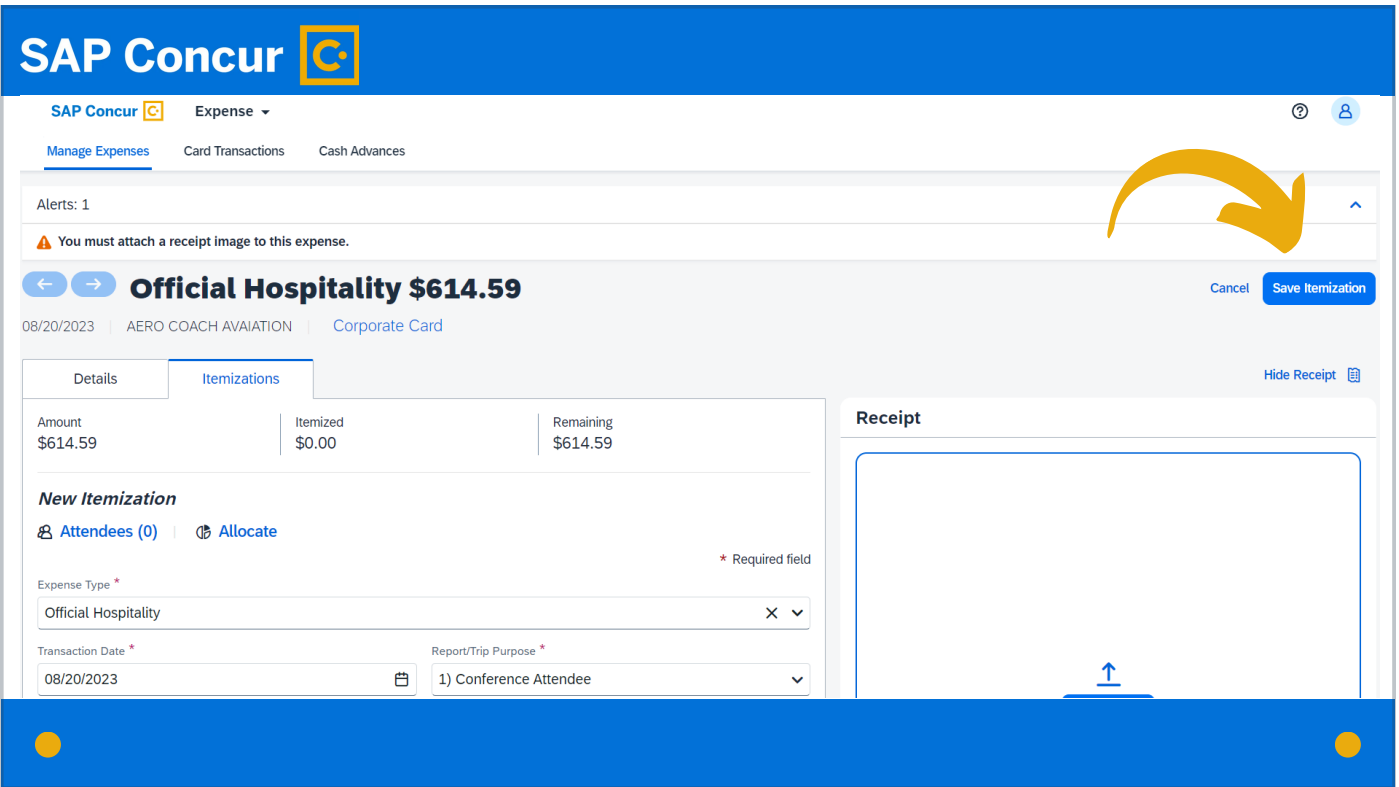 SAP Concur C
SAP Concur C Expense
Manage Expenses Card Transactions Cash Advances
Alerts: 1
You must attach a receipt image to this expense.
Official Hospitality $614.59
Cancel Save Itemization
08/20/2023 AERO COACH AVAIATION Corporate Card
Details Itemizations
Hide Receipt
Amount Itemized Remaining
$614.59 $0.00 $614.59
Receipt
New Itemization
Attendees (0) Allocate
* Required field
Expense Type *
Official Hospitality
Transaction Date * Report/Trip Purpose *
08/20/2023 1) Conference Attendee